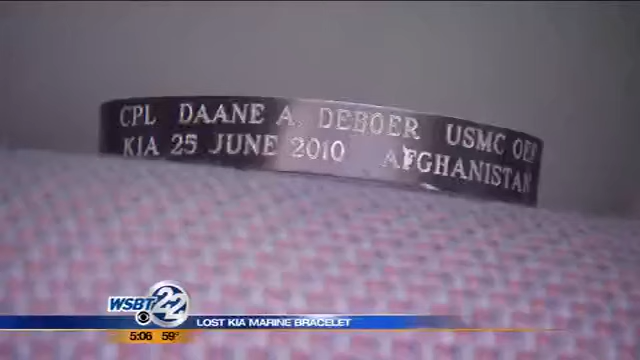 CPL DAANE A. DEBOER USMC OEF
KIA 25 JUNE 2010 AFGHANISTAN
WSBT 22
LOST KIA MARINE BRACELET
5:06 59°